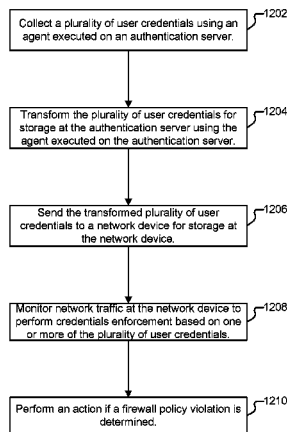 Collect a plurality of user credentials using an
agent executed on an authentication server.
1202
Transform the plurality of user credentials for
storage at the authentication server using the
agent executed on the authentication server.
1204
Send the transformed plurality of user
credentials to a network device for storage at
the network device.
1206
Monitor network traffic at the network device to
perform credentials enforcement based on one
or more of the plurality of user credentials.
1208
Perform an action if a firewall policy violation is
determined.
1210